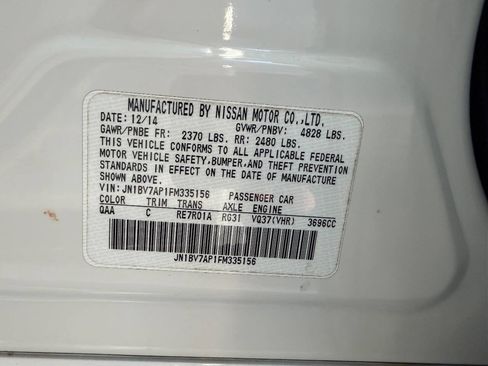 MANUFACTURED BY NISSAN MOTOR CO.,LTD.
DATE: 12/14 GVWR/PNBV: 4828 LBS.
GAWR/PNBE FR: 2370 LBS. RR: 2480 LBS.
THIS VEHICLE CONFORMS TO ALL APPLICABLE FEDERAL
MOTOR VEHICLE SAFETY,BUMPER,AND THEFT PREVENTION
STANDARDS IN EFFECT ON THE DATE OF MANUFACTURE
SHOWN ABOVE.
VIN: JN1BV7AP1FM335156 PASSENGER CAR
COLOR TRIM TRANS AXLE ENGINE
QAA C RE7R01A RG31 VQ37(VHR) 3696CC
JN1BV7AP1FM335156